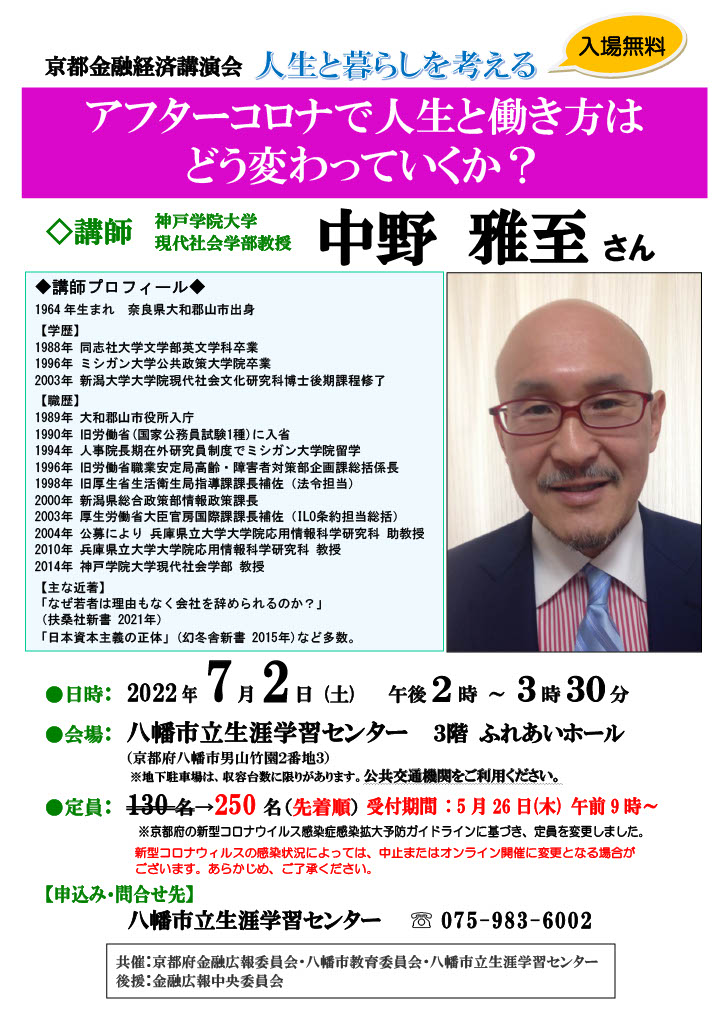 京都金融経済講演会 人生と暮らしを考える
入場無料
アフターコロナで人生と働き方は
どう変わっていくか？
◇講師 神戸学院大学
現代社会学部教授
中野 雅至 さん
◆講師プロフィール◆
1964年生まれ 奈良県大和郡山市出身
【学歴】
1988年 同志社大学文学部英文学科卒業
1996年 ミシガン大学公共政策大学院卒業
2003年 新潟大学大学院現代社会文化研究科博士後期課程修了
【職歴】
1989年 大和郡山市役所入庁
1990年 旧労働省(国家公務員試験1種)に入省
1994年 人事院長期在外研究員制度でミシガン大学院留学
1996年 旧労働省職業安定局高齢・障害者対策部企画課総括係長
1998年 旧厚生省生活衛生局指導課課長補佐（法令担当）
2000年 新潟県総合政策部情報政策課長
2003年 厚生労働省大臣官房国際課課長補佐（ILO条約担当総括）
2004年 公募により 兵庫県立大学大学院応用情報科学研究科 助教授
2010年 兵庫県立大学大学院応用情報科学研究科 教授
2014年 神戸学院大学現代社会学部 教授
【主な近著】
「なぜ若者は理由もなく会社を辞められるのか？」
（扶桑社新書 2021年）
「日本資本主義の正体」（幻冬舎新書 2015年)など多数。
●日時： 2022年 7月2日（土） 午後2時 ～ 3時30分
●会場： 八幡市立生涯学習センター 3階 ふれあいホール
（京都府八幡市男山竹園2番地3）
※地下駐車場は、収容台数に限りがあります。公共交通機関をご利用ください。
●定員： 130名→250名（先着順）受付期間：5月26日(木) 午前9時～
※京都府の新型コロナウイルス感染症感染拡大予防ガイドラインに基づき、定員を変更しました。
新型コロナウィルスの感染状況によっては、中止またはオンライン開催に変更となる場合が
ございます。あらかじめ、ご了承ください。
【申込み・問合せ先】
八幡市立生涯学習センター ☏ 075-983-6002
共催：京都府金融広報委員会・八幡市教育委員会・八幡市立生涯学習センター
後援：金融広報中央委員会